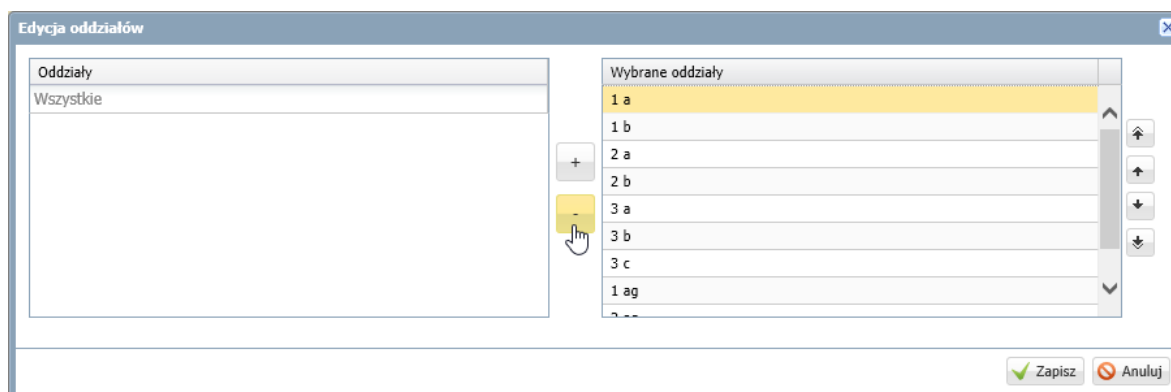 Edycja oddziałów
Oddziały
Wszystkie
+
-
Wybrane oddziały
1 a
1 b
2 a
2 b
3 a
3 b
3 c
1 ag
Zapisz
Anuluj